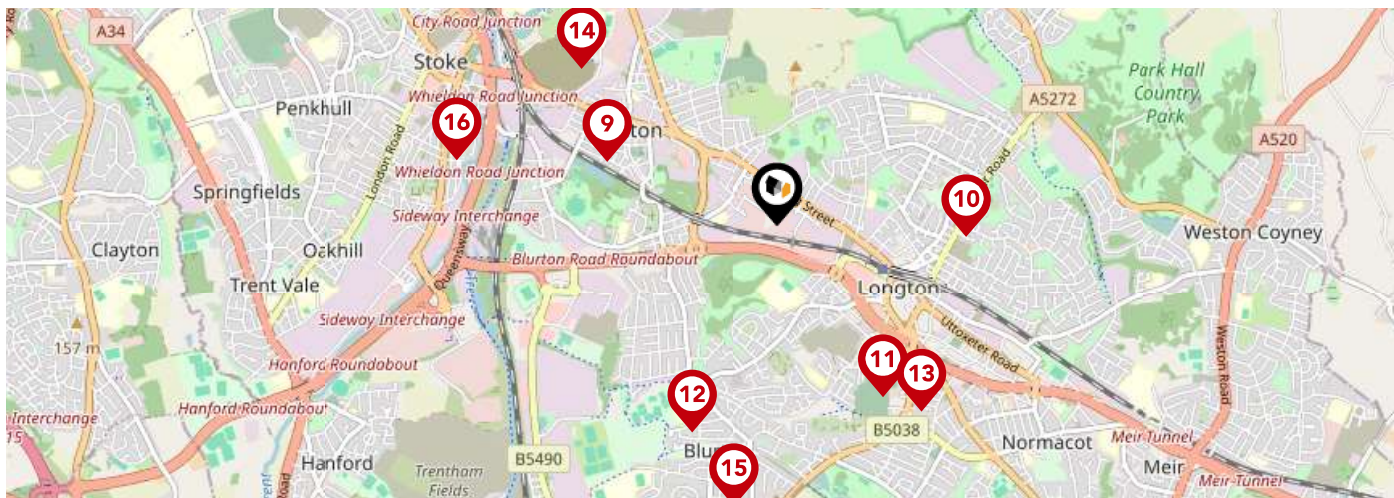 City Road Junction
A34
14
Stoke
Park Hall
Country
Park
Whieldon Road Junction
A5272
Penkhull
16
9
ton
A520
London Road
Whieldon Road Junction
Springfields
Street
10
Sideway Interchange
Clayton
Oakhill
Weston Coyney
Queensway
Blurton Road Roundabout
Trent Vale
Longton
Sideway Interchange
Uttoxeter Road
157 m
Hanford Roundabout
11
13
Weston Road
12
Hanford Roundabout
Interchange
15
B5038
Normacot
Meir Tunnel
Blu
B5490
Hanford
Trentham
Fields
15
Meir
Meir Tunnel